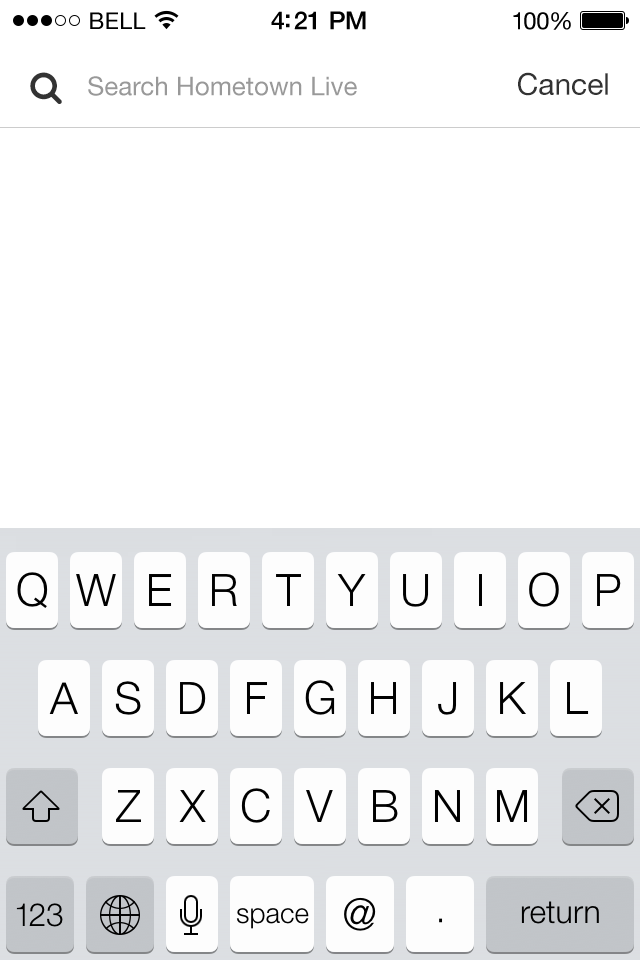 BELL 4:21 PM 100%
Search Hometown Live Cancel
Q W E R T Y U I O P
A S D F G H J K L
Z X C V B N M
123 space @ . return